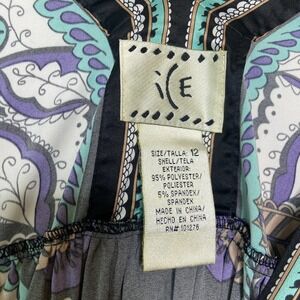 iCE
SIZE/TALLA: 12
SHELL/TELA
EXTERIOR:
95% POLYESTER/
POLIESTER
5% SPANDEX/
SPANDEX
MADE IN CHINA/
HECHO EN CHINA
RN# 101276